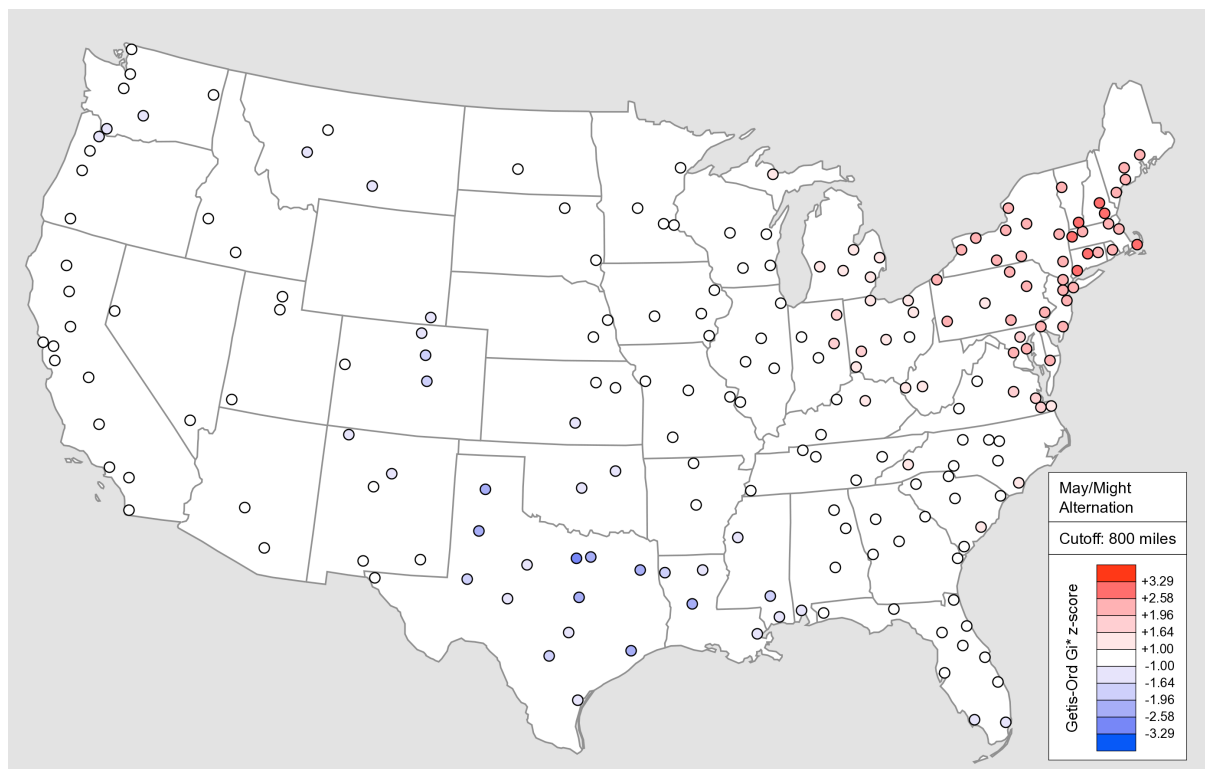 May/Might
Alternation
Cutoff: 800 miles
Getis-Ord Gi* z-score
+3.29
+2.58
+1.96
+1.64
+1.00
-1.00
-1.64
-1.96
-2.58
-3.29